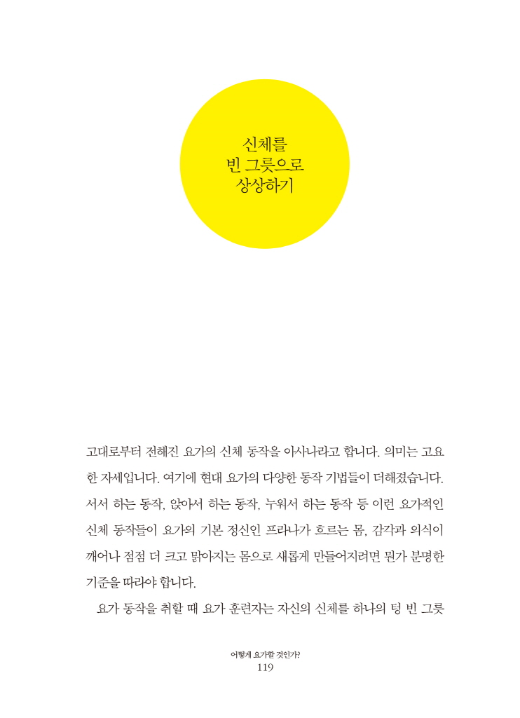 신체를
빈 그릇으로
상상하기
고대로부터 전해진 요가의 신체 동작을 아사나라고 합니다. 의미는 고요
한 자세입니다. 여기에 현대 요가의 다양한 동작 기법들이 더해졌습니다.
서서 하는 동작, 앉아서 하는 동작, 누워서 하는 동작 등 이런 요가적인
신체 동작들이 요가의 기본 정신인 프라나가 흐르는 몸, 감각과 의식이
깨어나 점점 더 크고 맑아지는 몸으로 새롭게 만들어지려면 뭔가 분명한
기준을 따라야 합니다.
요가 동작을 취할 때 요가 훈련자는 자신의 신체를 하나의 텅 빈 그릇
어떻게 요가할 것인가?
119